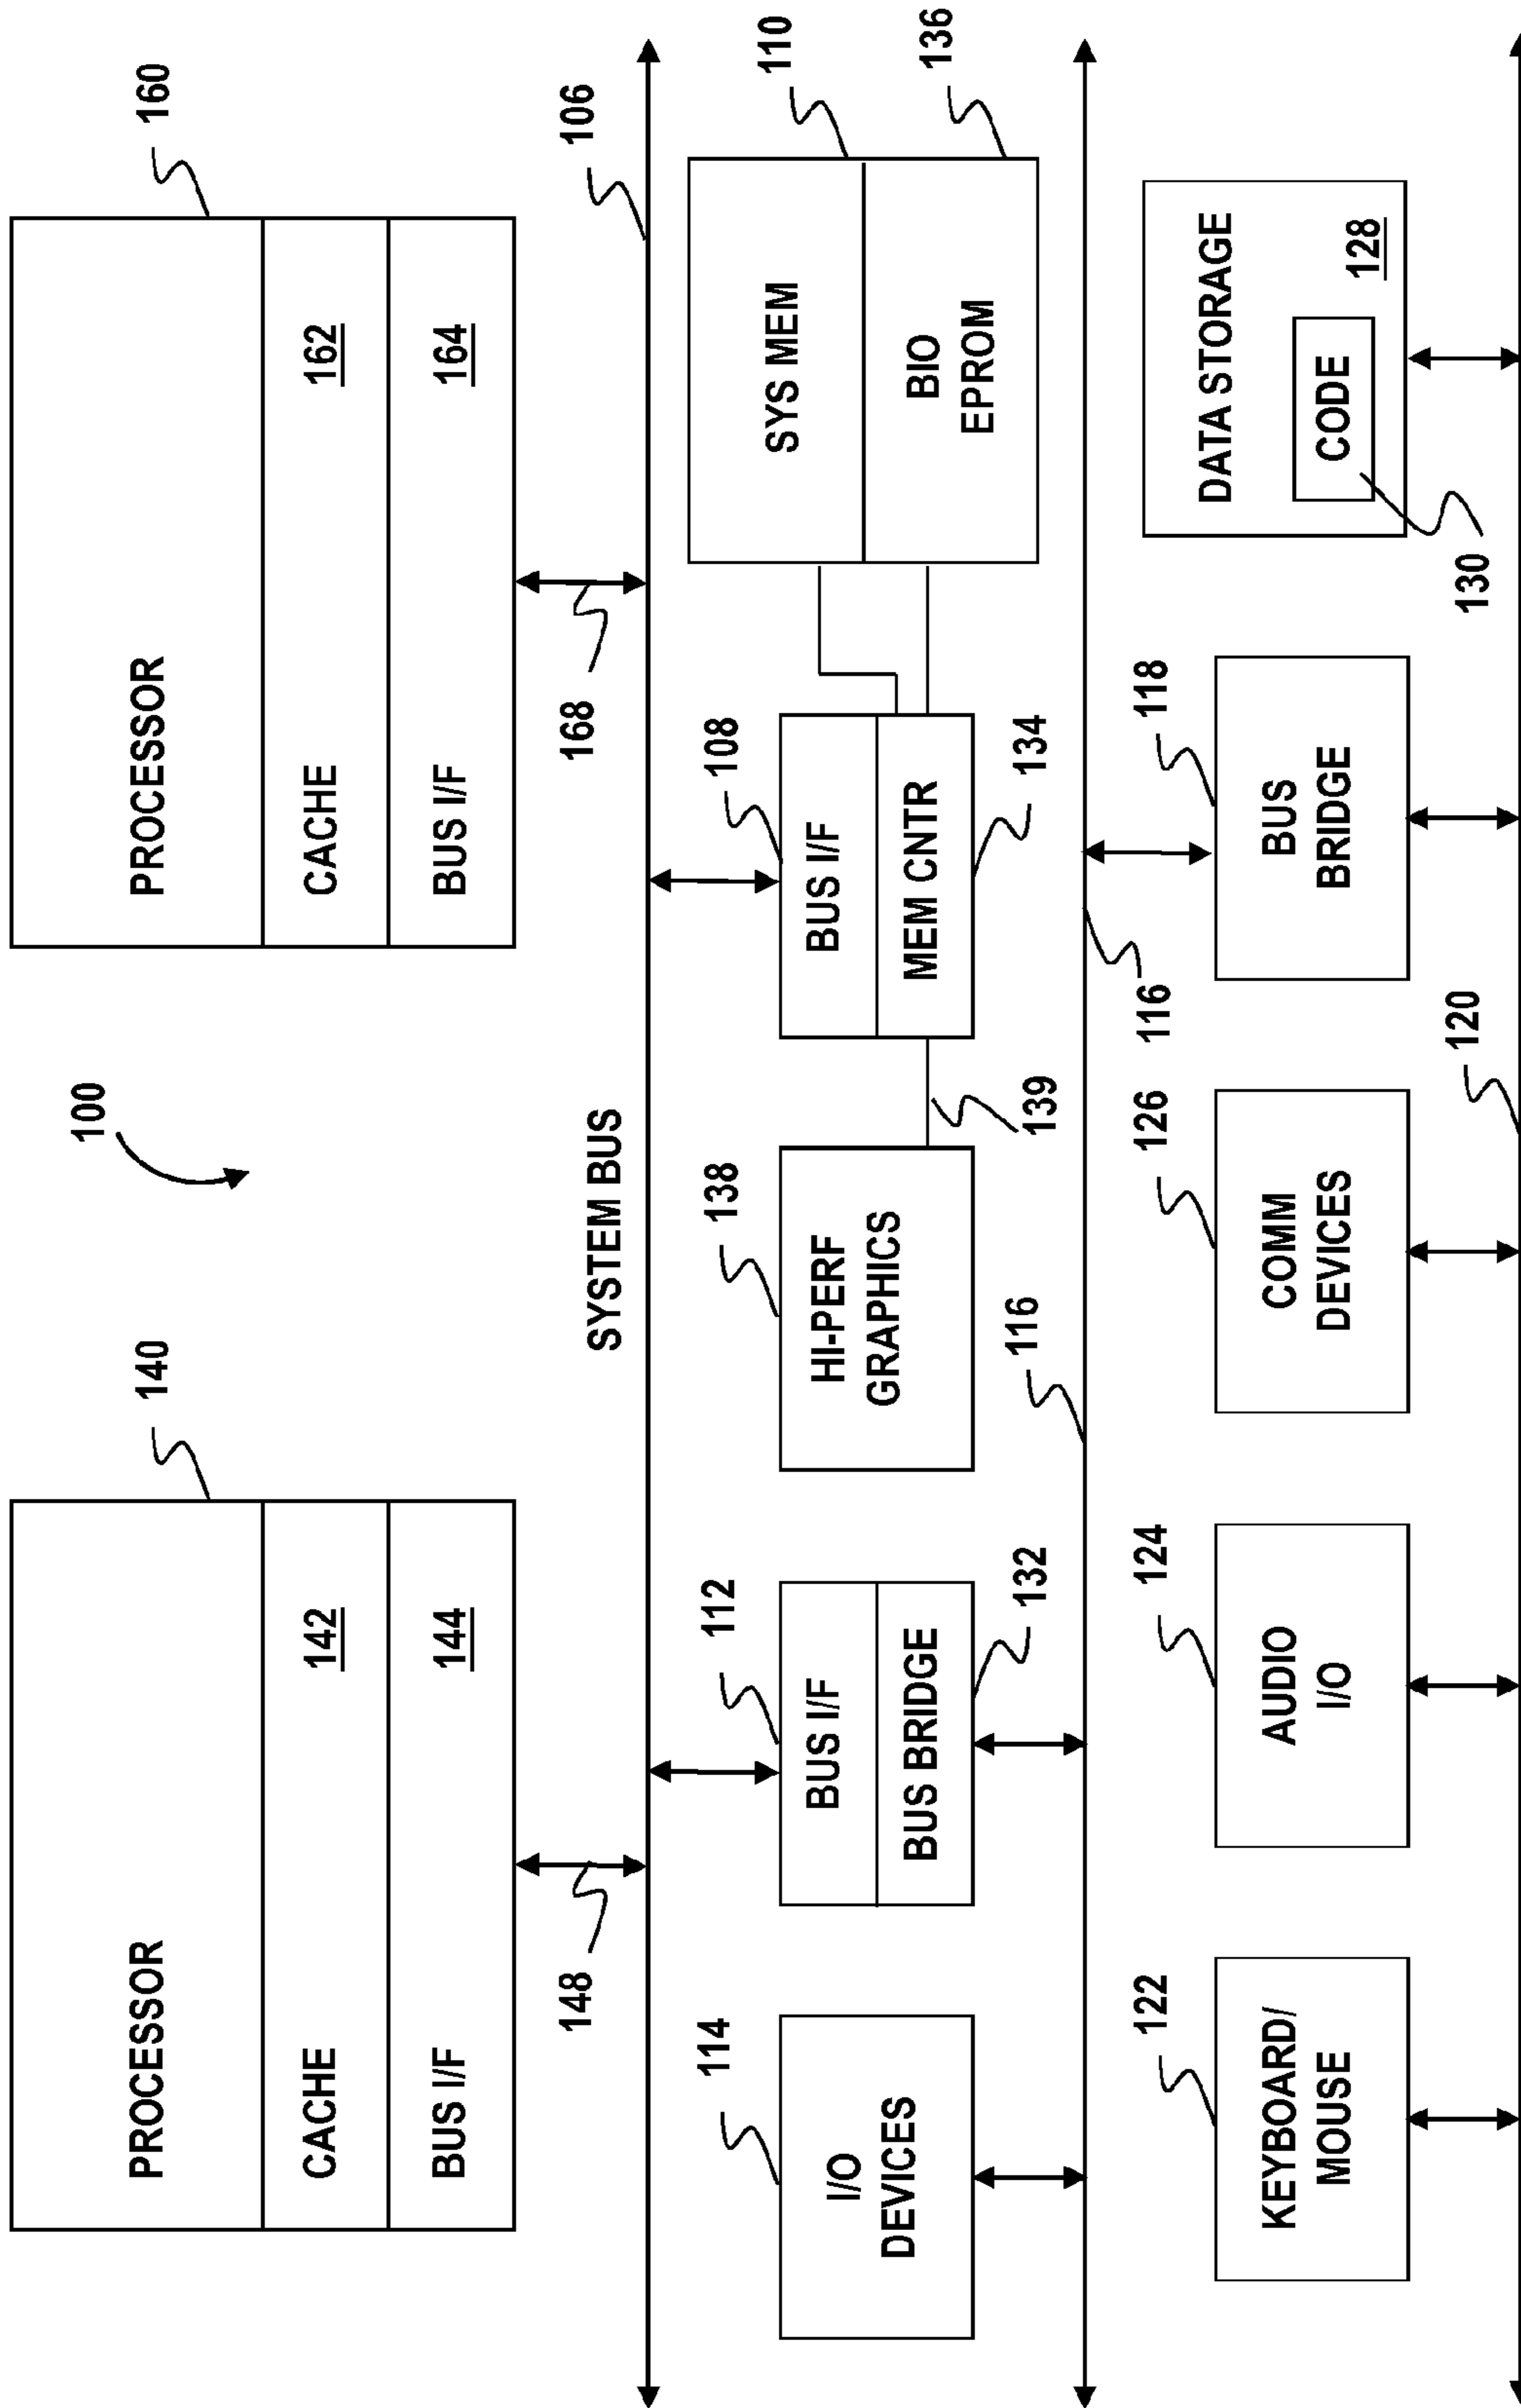 100
140
PROCESSOR
CACHE 142
BUS I/F 144
148
160
PROCESSOR
CACHE 162
BUS I/F 164
168
SYSTEM BUS
106
114
I/O
DEVICES
112
BUS I/F
BUS BRIDGE
132
138
HI-PERF
GRAPHICS
139
108
BUS I/F
MEM CNTR
134
110
SYS MEM
BIO
EPROM
136
116
116
122
KEYBOARD/
MOUSE
124
AUDIO
I/O
126
COMM
DEVICES
118
BUS
BRIDGE
DATA STORAGE
CODE
128
130
120